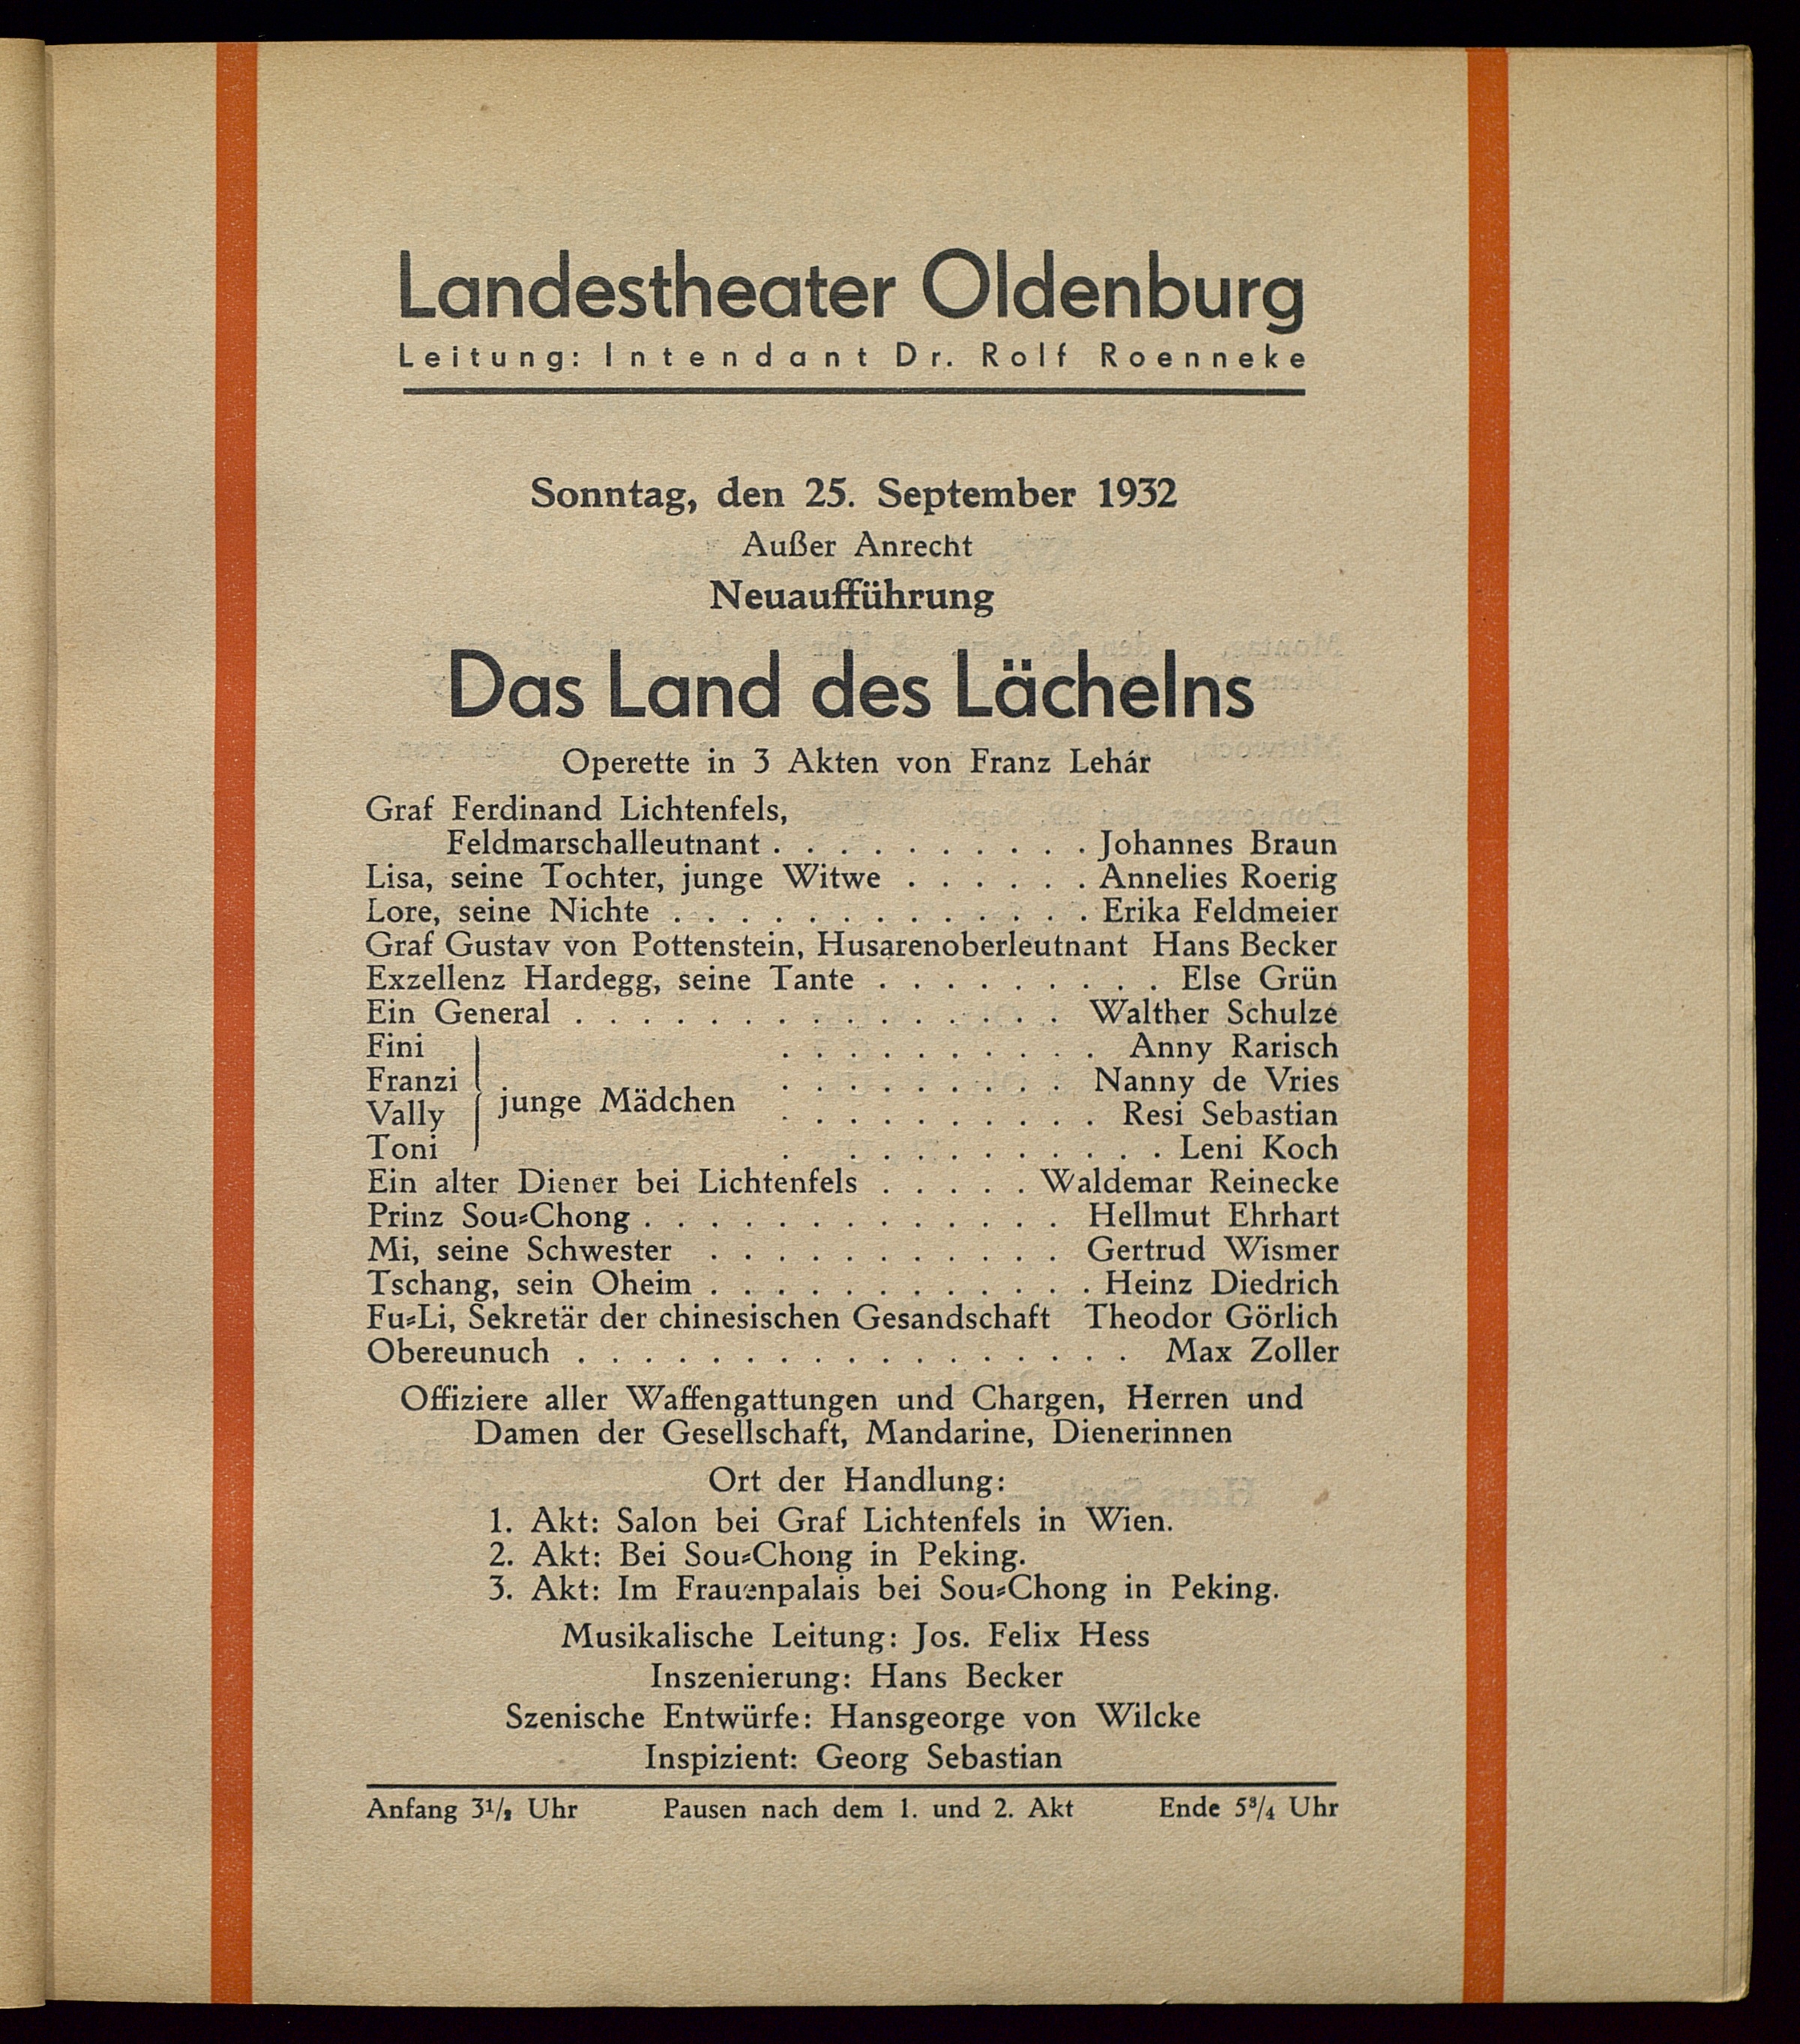 Landestheater Oldenburg
Leitung: Intendant Dr. Rolf Roenneke
Sonntag, den 25. September 1932
Außer Anrecht
Neuaufführung
Das Land des Lächelns
Operette in 3 Akten von Franz Lehár
Graf Ferdinand Lichtenfels,
Feldmarschalleutnant . . . . . . . . . . Johannes Braun
Lisa, seine Tochter, junge Witwe . . . . . . Annelies Roerig
Lore, seine Nichte . . . . . . . . . . . . . Erika Feldmeier
Graf Gustav von Pottenstein, Husarenoberleutnant Hans Becker
Exzellenz Hardegg, seine Tante . . . . . . . . . Else Grün
Ein General . . . . . . . . . . . . . . . Walther Schulze
Fini . . . . . . . . . . Anny Rarisch
Franzi . . . . . . . . . Nanny de Vries
junge Mädchen
Vally . . . . . . . . . . Resi Sebastian
Toni . . . . . . . . . . . Leni Koch
Ein alter Diener bei Lichtenfels . . . . . Waldemar Reinecke
Prinz Sou-Chong . . . . . . . . . . . . . Hellmut Ehrhart
Mi, seine Schwester . . . . . . . . . . . Gertrud Wismer
Tschang, sein Oheim . . . . . . . . . . . . Heinz Diedrich
Fu-Li, Sekretär der chinesischen Gesandschaft Theodor Görlich
Obereunuch . . . . . . . . . . . . . . . . . Max Zoller
Offiziere aller Waffengattungen und Chargen, Herren und
Damen der Gesellschaft, Mandarine, Dienerinnen
Ort der Handlung:
1. Akt: Salon bei Graf Lichtenfels in Wien.
2. Akt: Bei Sou-Chong in Peking.
3. Akt: Im Frauenpalais bei Sou-Chong in Peking.
Musikalische Leitung: Jos. Felix Hess
Inszenierung: Hans Becker
Szenische Entwürfe: Hansgeorge von Wilcke
Inspizient: Georg Sebastian
Anfang 3½ Uhr Pausen nach dem 1. und 2. Akt Ende 5¾ Uhr